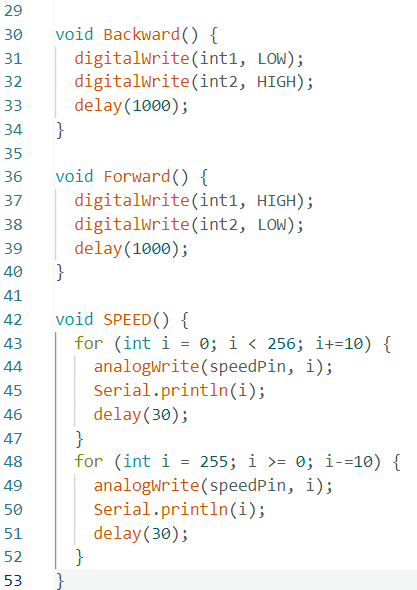 29
30 void Backward() {
31   digitalWrite(int1, LOW);
32   digitalWrite(int2, HIGH);
33   delay(1000);
34 }
35
36 void Forward() {
37   digitalWrite(int1, HIGH);
38   digitalWrite(int2, LOW);
39   delay(1000);
40 }
41
42 void SPEED() {
43   for (int i = 0; i < 256; i+=10) {
44     analogWrite(speedPin, i);
45     Serial.println(i);
46     delay(30);
47   }
48   for (int i = 255; i >= 0; i-=10) {
49     analogWrite(speedPin, i);
50     Serial.println(i);
51     delay(30);
52   }
53 }